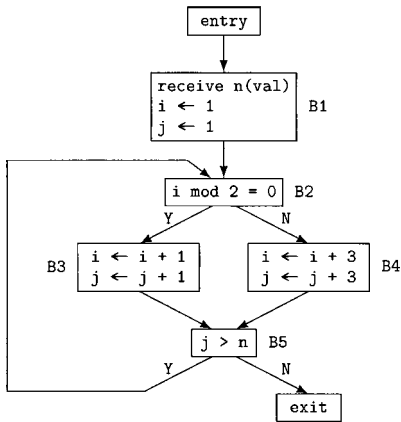 entry
receive n(val)
i ← 1
j ← 1
B1
i mod 2 = 0
B2
Y
N
B3
i ← i + 1
j ← j + 1
i ← i + 3
j ← j + 3
B4
j > n
B5
Y
N
exit